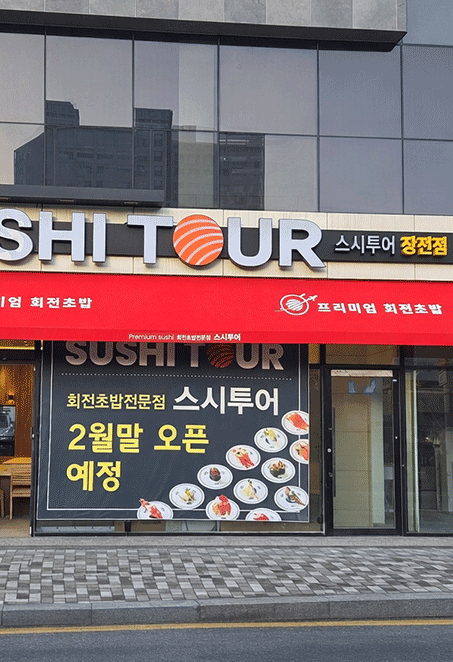 SHI TOUR 스시투어 장전점
미엄 회전초밥
프리미엄 회전초밥
Premium sushi 회전초밥전문점 스시투어
SUSHI TOUR
회전초밥전문점 스시투어
2월말 오픈
예정